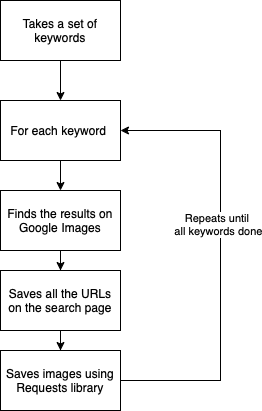 Takes a set of
keywords
For each keyword
Finds the results on
Google Images
Repeats until
all keywords done
Saves all the URLs
on the search page
Saves images using
Requests library